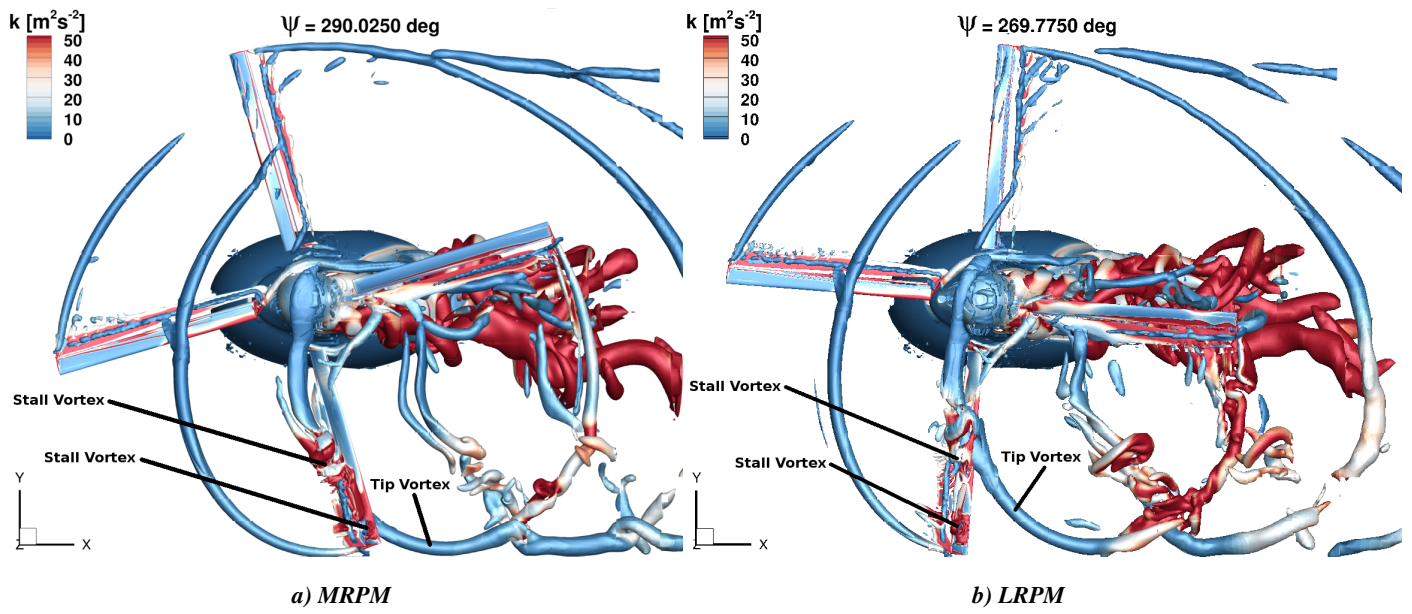 k [m²s⁻²]
50
40
30
20
10
0
Ψ = 290.0250 deg
Stall Vortex
Stall Vortex
Tip Vortex
Y
Z
X
a) MRPM
k [m²s⁻²]
50
40
30
20
10
0
Ψ = 269.7750 deg
Stall Vortex
Stall Vortex
Tip Vortex
Y
Z
X
b) LRPM